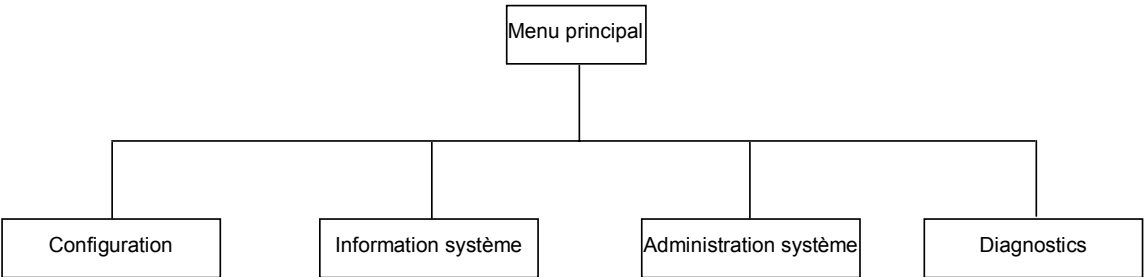 Menu principal
Configuration
Information système
Administration système
Diagnostics